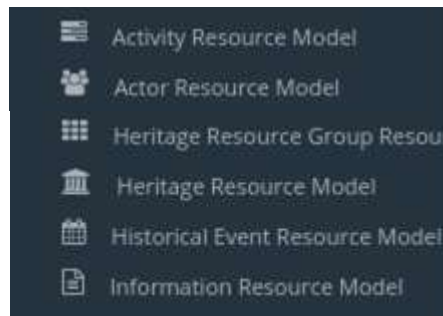 Activity Resource Model
Actor Resource Model
Heritage Resource Group Resou
Heritage Resource Model
Historical Event Resource Model
Information Resource Model